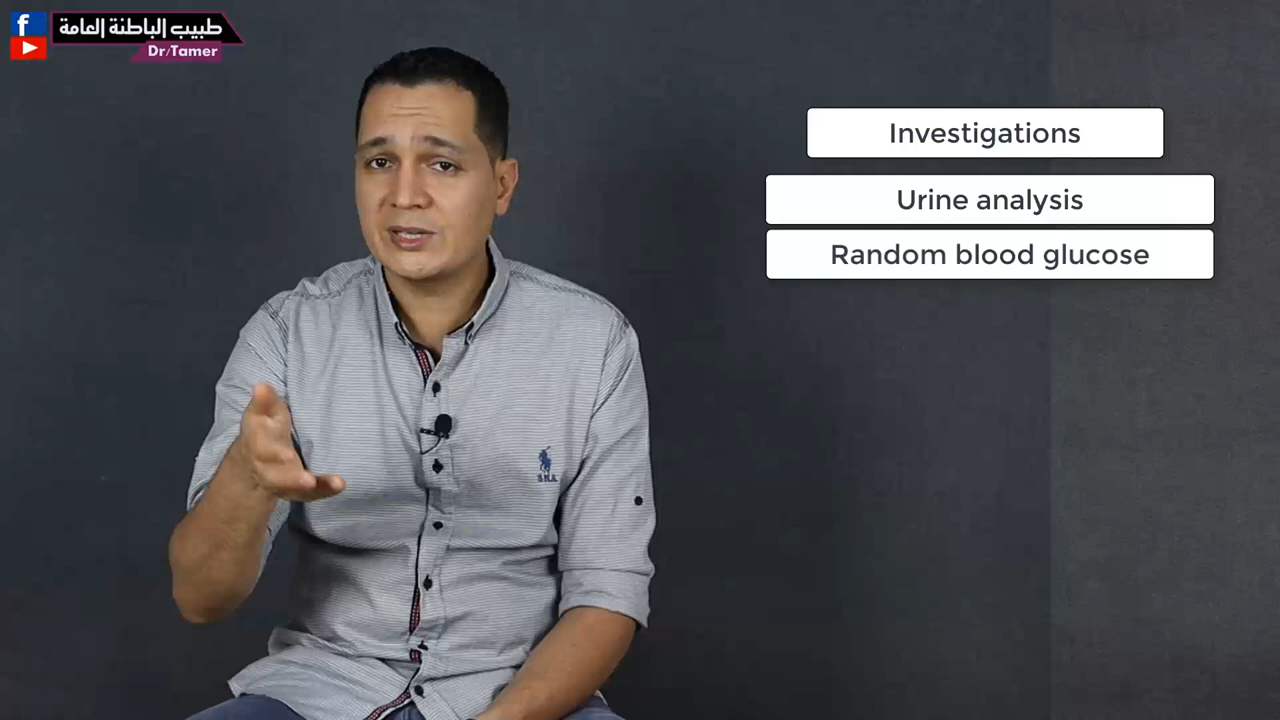 f
طبيب الباطنة العامة
Dr/Tamer
Investigations
Urine analysis
Random blood glucose